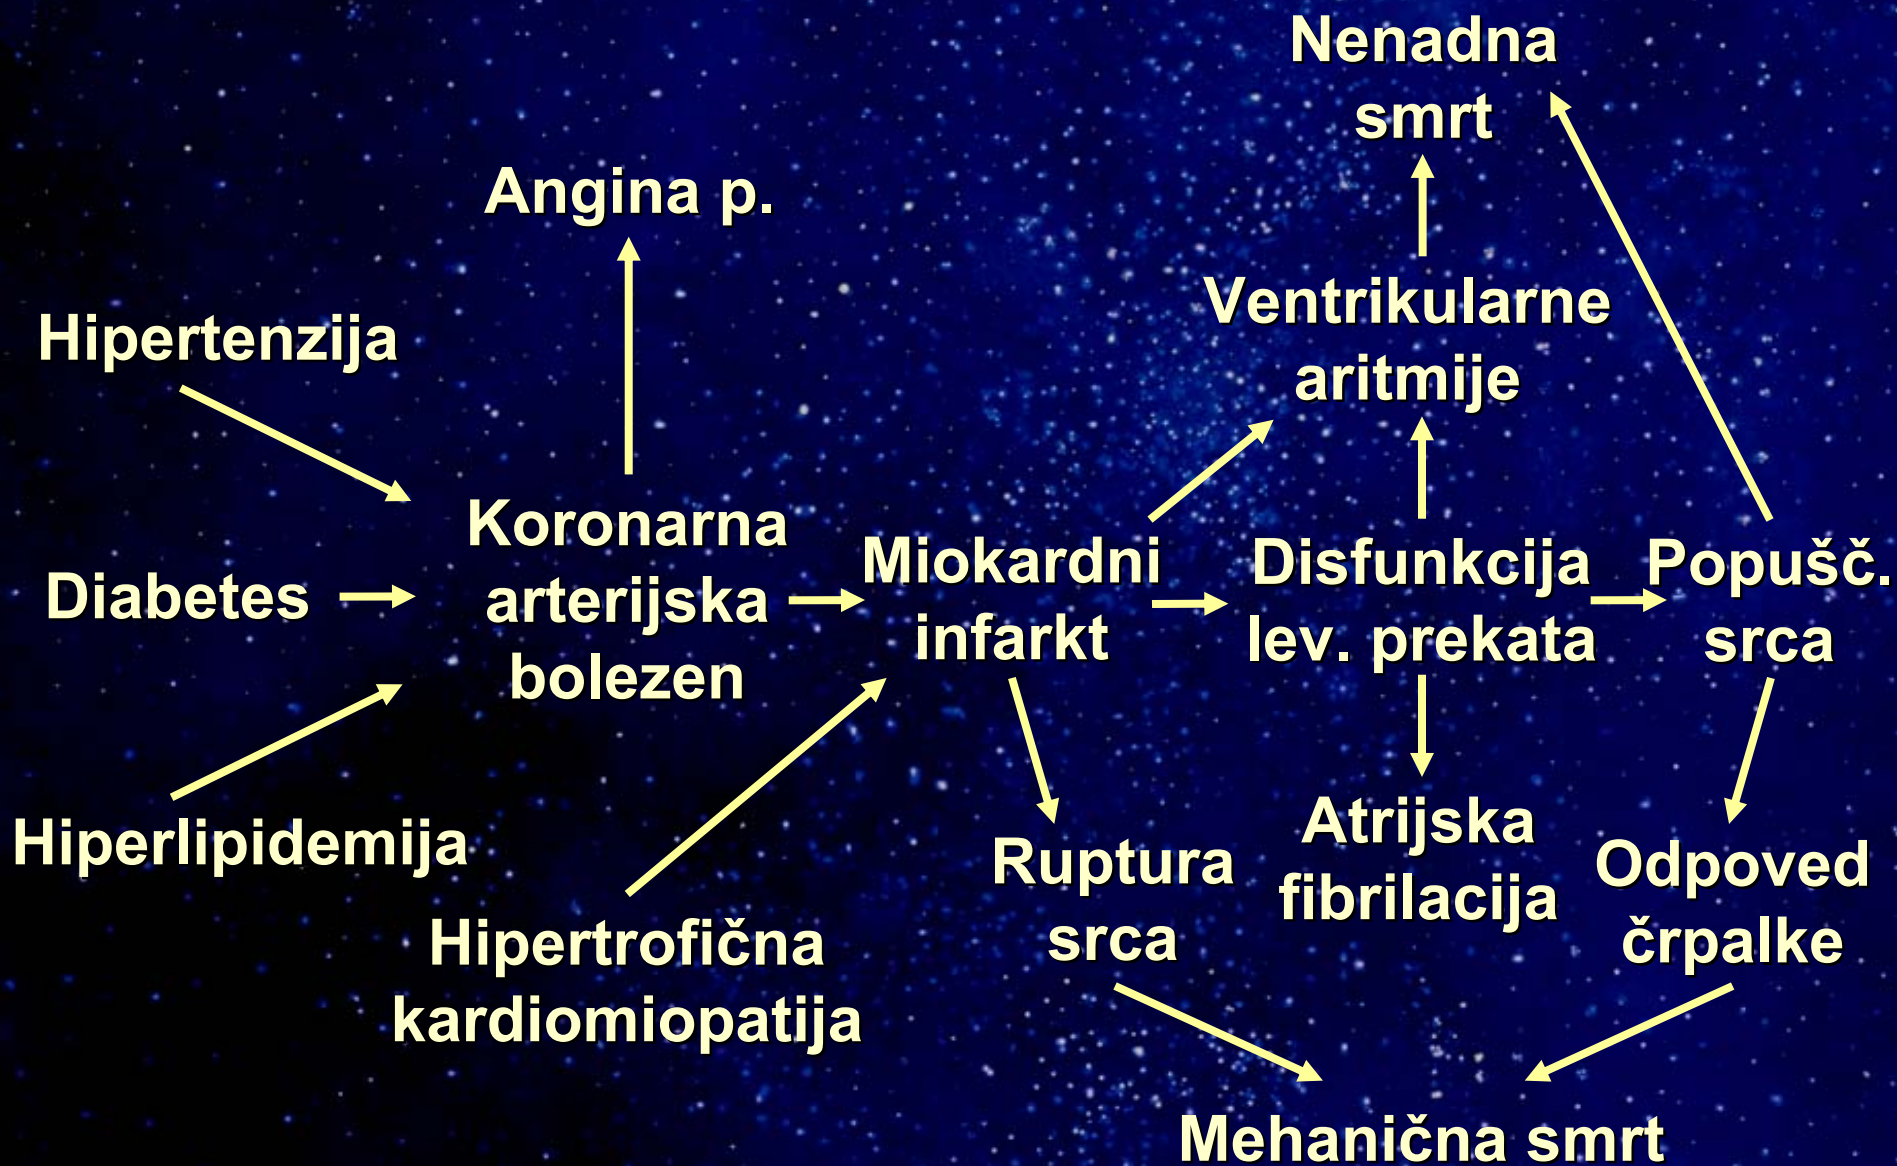 Nenadna
smrt
Angina p.
Ventrikularne
aritmije
Hipertenzija
Koronarna
arterijska
bolezen
Diabetes
Miokardni
infarkt
Disfunkcija
lev. prekata
Popušč.
srca
Hiperlipidemija
Hipertrofična
kardiomiopatija
Ruptura
srca
Atrijska
fibrilacija
Odpoved
črpalke
Mehanična smrt